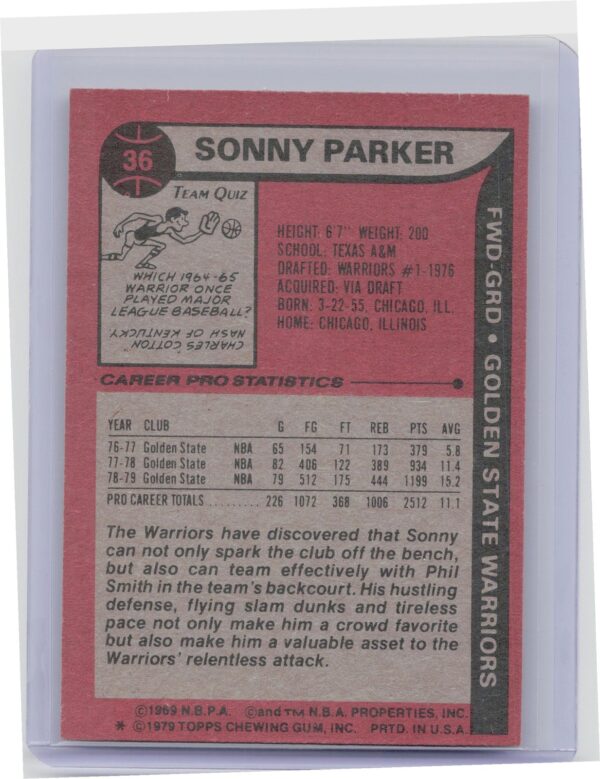 36
SONNY PARKER
TEAM QUIZ
WHICH 1964-65
WARRIOR ONCE
PLAYED MAJOR
LEAGUE BASEBALL?
CHARLES COTTON
NASH OF KENTUCKY
HEIGHT: 6'7" WEIGHT: 200
SCHOOL: TEXAS A&M
DRAFTED: WARRIORS #1-1976
ACQUIRED: VIA DRAFT
BORN: 3-22-55, CHICAGO, ILL.
HOME: CHICAGO, ILLINOIS
FWD-GRD • GOLDEN STATE WARRIORS
CAREER PRO STATISTICS
YEAR CLUB G FG FT REB PTS AVG
76-77 Golden State NBA 65 154 71 173 379 5.8
77-78 Golden State NBA 82 406 122 389 934 11.4
78-79 Golden State NBA 79 512 175 444 1199 15.2
PRO CAREER TOTALS ......... 226 1072 368 1006 2512 11.1
The Warriors have discovered that Sonny
can not only spark the club off the bench,
but also can team effectively with Phil
Smith in the team's backcourt. His hustling
defense, flying slam dunks and tireless
pace not only make him a crowd favorite
but also make him a valuable asset to the
Warriors' relentless attack.
©1969 N.B.P.A. ©and TM N.B.A. PROPERTIES, INC.
* ©1979 TOPPS CHEWING GUM, INC. PRTD. IN U.S.A.